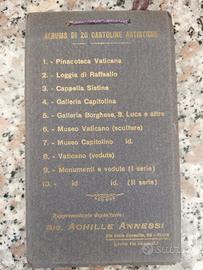 ALBUMS DI 20 CARTOLINE ARTISTICHE
1. - Pinacoteca Vaticana
2. - Loggia di Raffaello
3. - Cappella Sistina
4. - Galleria Capitolina
5. - Galleria Borghese, S. Luca e altre
6. - Museo Vaticano (sculture)
7. - Museo Capitolino id.
8. - Vaticano (vedute)
9. - Monumenti e vedute (I serie)
10. - id. id. (II serie)
Rappresentante depositario:
SIG. ACHILLE ANNESSI
ROMA